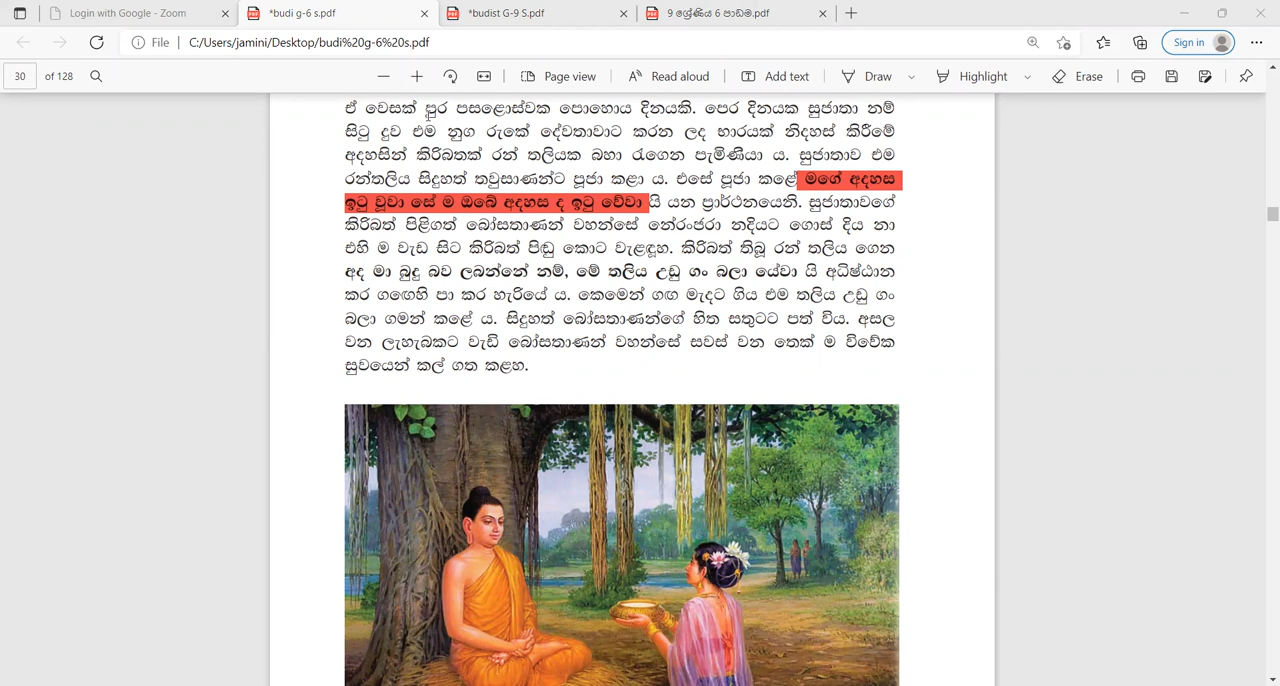 Login with Google - Zoom
*budi g-6 s.pdf
*budist G-9 S.pdf
9 ශ්‍රේණිය 6 පාඩම.pdf
File
C:/Users/jamini/Desktop/budi%20g-6%20s.pdf
Sign in
30 of 128
Page view
Read aloud
Add text
Draw
Highlight
Erase
ඒ වෙසක් පුර පසළොස්වක පොහොය දිනයකි. පෙර දිනයක සුජාතා නම්
සිටු දුව එම නුග රුකේ දේවතාවාට කරන ලද භාරයක් නිදහස් කිරීමේ
අදහසින් කිරිබතක් රන් තලියක බහා රැගෙන පැමිණියා ය. සුජාතාව එම
රන්තලිය සිදුහත් තවුසාණන්ට පූජා කළා ය. එසේ පූජා කළේ මගේ අදහස
ඉටු වූවා සේ ම ඔබේ අදහස ද ඉටු වේවා යි යන ප්‍රාර්ථනයෙනි. සුජාතාවගේ
කිරිබත් පිළිගත් බෝසතාණන් වහන්සේ නේරංජරා නදියට ගොස් දිය නා
එහි ම වැඩ සිට කිරිබත් පිඬු කොට වැළඳූහ. කිරිබත් තිබූ රන් තලිය ගෙන
අද මා බුදු බව ලබන්නේ නම්, මේ තලිය උඩු ගං බලා යේවා යි අධිෂ්ඨාන
කර ගඟෙහි පා කර හැරියේ ය. කෙමෙන් ගඟ මැදට ගිය එම තලිය උඩු ගං
බලා ගමන් කළේ ය. සිදුහත් බෝසතාණන්ගේ හිත සතුටට පත් විය. අසල
වන ලැහැබකට වැඩි බෝසතාණන් වහන්සේ සවස් වන තෙක් ම විවේක
සුවයෙන් කල් ගත කළහ.